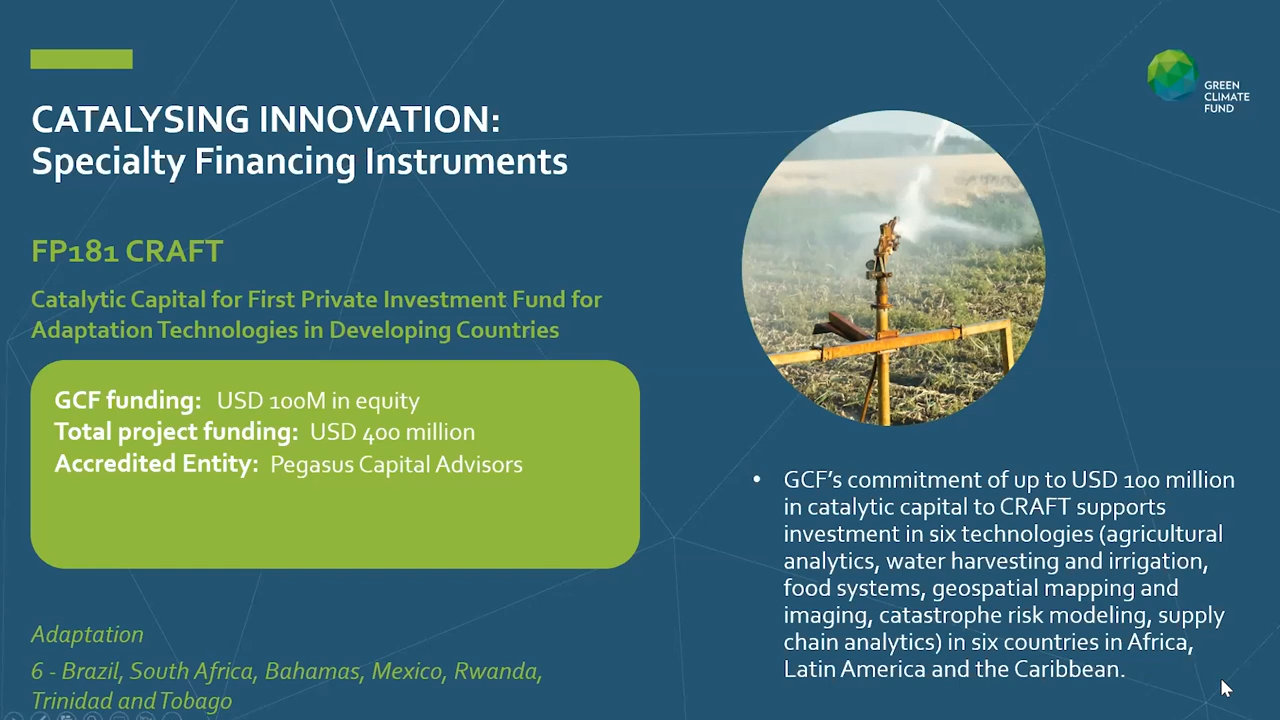 GREEN
CLIMATE
FUND
CATALYSING INNOVATION:
Specialty Financing Instruments
FP181 CRAFT
Catalytic Capital for First Private Investment Fund for
Adaptation Technologies in Developing Countries
GCF funding: USD 100M in equity
Total project funding: USD 400 million
Accredited Entity: Pegasus Capital Advisors
Adaptation
6 - Brazil, South Africa, Bahamas, Mexico, Rwanda,
Trinidad and Tobago
• GCF’s commitment of up to USD 100 million
in catalytic capital to CRAFT supports
investment in six technologies (agricultural
analytics, water harvesting and irrigation,
food systems, geospatial mapping and
imaging, catastrophe risk modeling, supply
chain analytics) in six countries in Africa,
Latin America and the Caribbean.